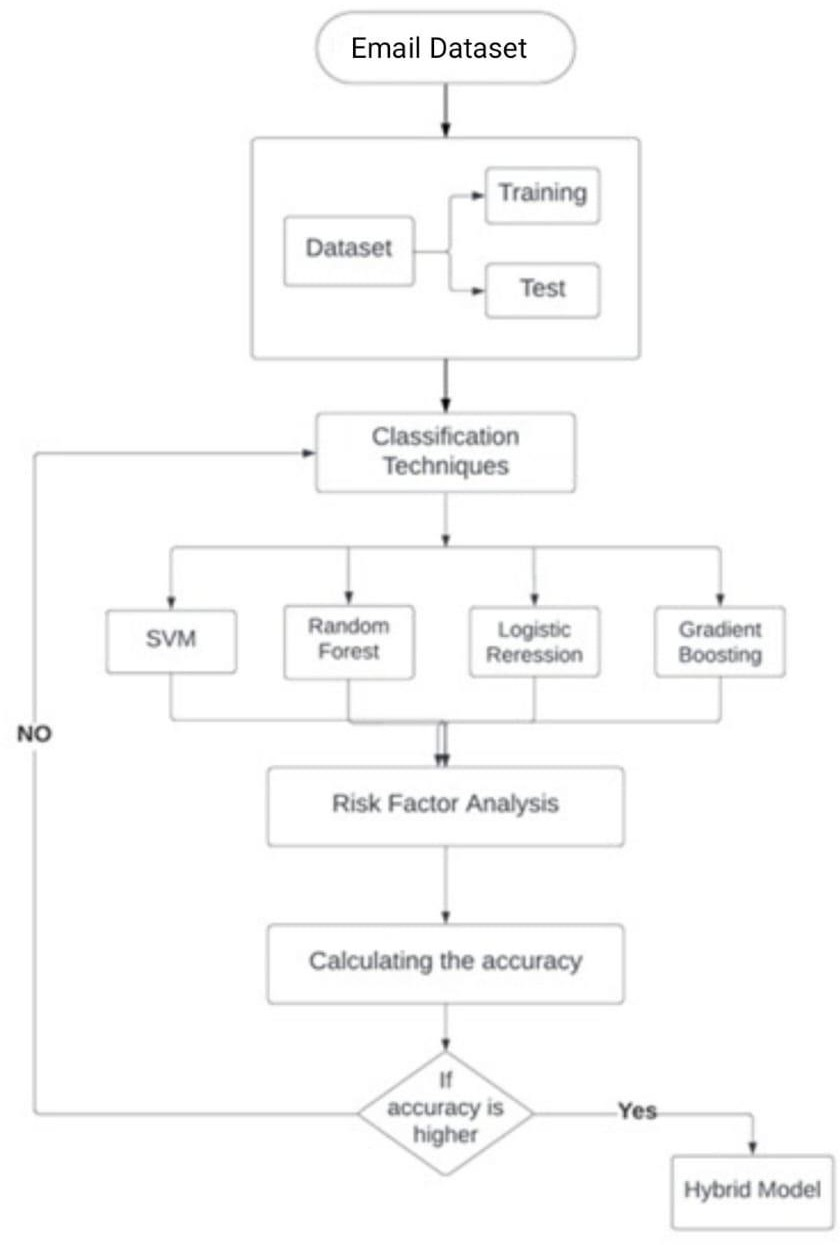 Email Dataset
Training
Dataset
Test
Classification
Techniques
SVM
Random
Forest
Logistic
Reression
Gradient
Boosting
NO
Risk Factor Analysis
Calculating the accuracy
If
accuracy is
higher
Yes
Hybrid Model